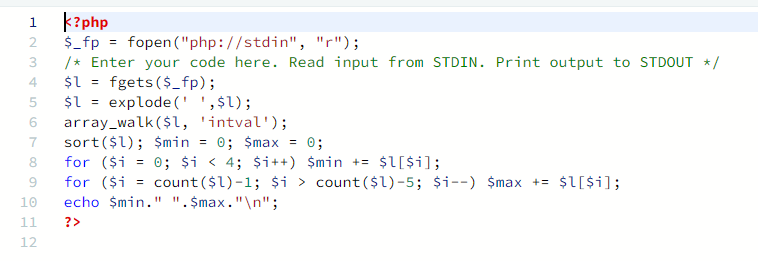 1 <?php
2 $_fp = fopen("php://stdin", "r");
3 /* Enter your code here. Read input from STDIN. Print output to STDOUT */
4 $l = fgets($_fp);
5 $l = explode(' ',$l);
6 array_walk($l, 'intval');
7 sort($l); $min = 0; $max = 0;
8 for ($i = 0; $i < 4; $i++) $min += $l[$i];
9 for ($i = count($l)-1; $i > count($l)-5; $i--) $max += $l[$i];
10 echo $min." ".$max."\n";
11 ?>
12